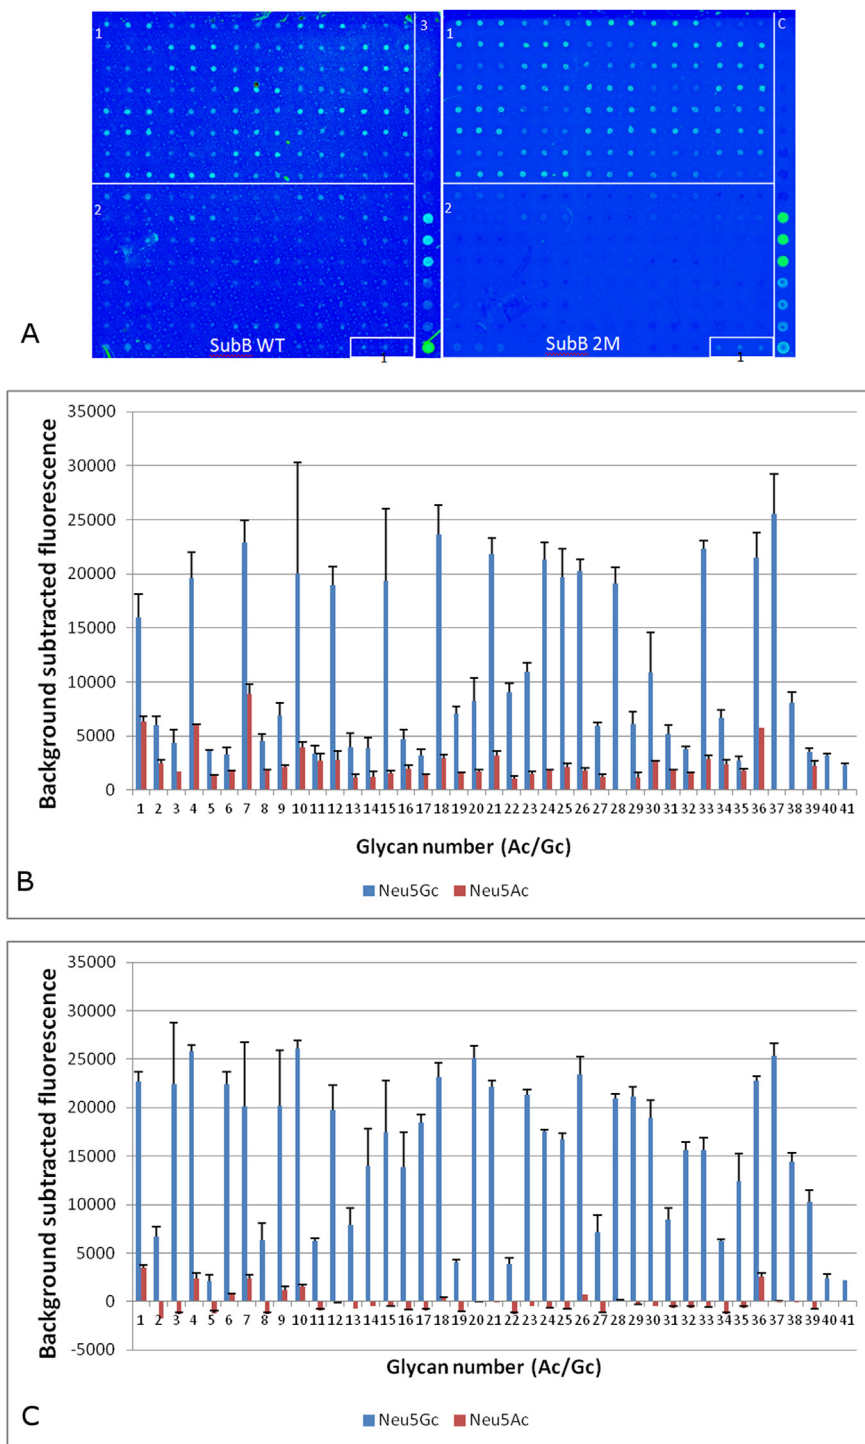 1
3
2
SubB WT
1
1
C
2
SubB 2M
1
A
35000
30000
25000
20000
15000
10000
5000
0
Background subtracted fluorescence
1 2 3 4 5 6 7 8 9 10 11 12 13 14 15 16 17 18 19 20 21 22 23 24 25 26 27 28 29 30 31 32 33 34 35 36 37 38 39 40 41
Glycan number (Ac/Gc)
Neu5Gc Neu5Ac
B
35000
30000
25000
20000
15000
10000
5000
0
-5000
Background subtracted fluorescence
1 2 3 4 5 6 7 8 9 10 11 12 13 14 15 16 17 18 19 20 21 22 23 24 25 26 27 28 29 30 31 32 33 34 35 36 37 38 39 40 41
Glycan number (Ac/Gc)
Neu5Gc Neu5Ac
C